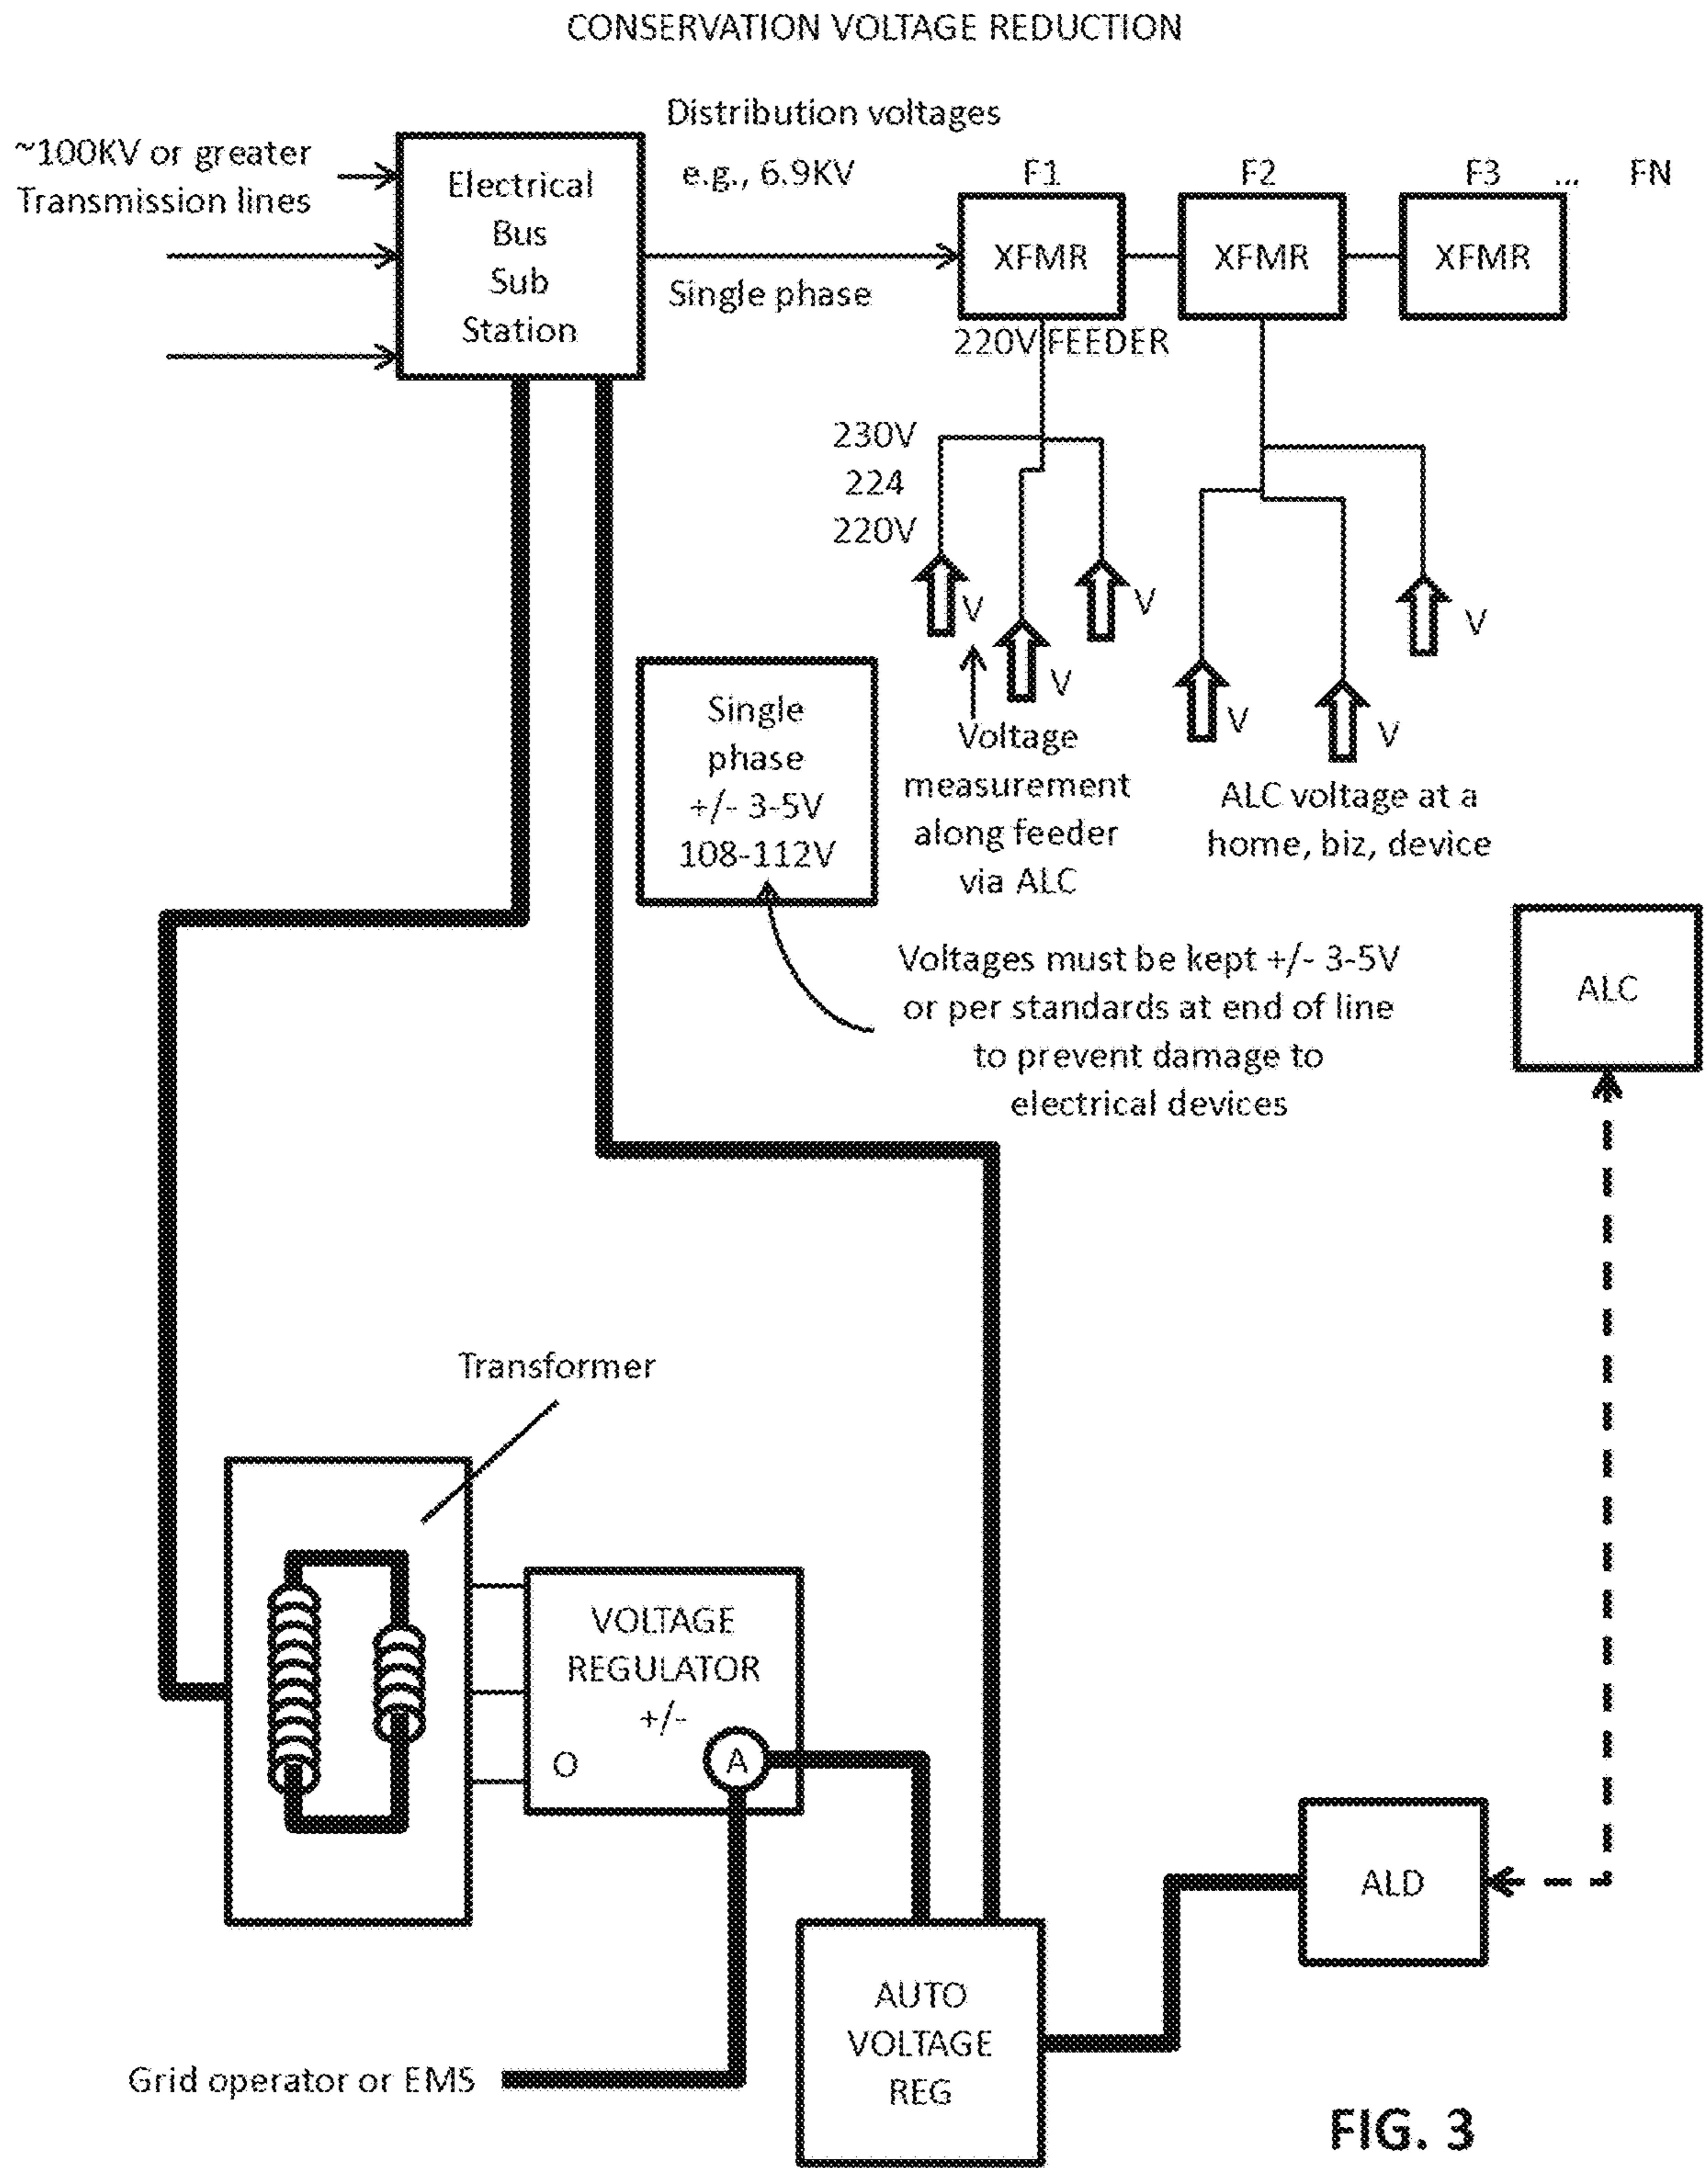 CONSERVATION VOLTAGE REDUCTION
~100KV or greater
Transmission lines
Electrical
Bus
Sub
Station
Distribution voltages
e.g., 6.9KV
Single phase
F1
F2
F3
...
FN
XFMR
XFMR
XFMR
220V FEEDER
230V
224
220V
V
V
V
V
V
V
Voltage
measurement
along feeder
via ALC
ALC voltage at a
home, biz, device
Single
phase
+/- 3-5V
108-112V
Voltages must be kept +/- 3-5V
or per standards at end of line
to prevent damage to
electrical devices
ALC
Transformer
VOLTAGE
REGULATOR
+/-
O
A
ALD
AUTO
VOLTAGE
REG
Grid operator or EMS
FIG. 3